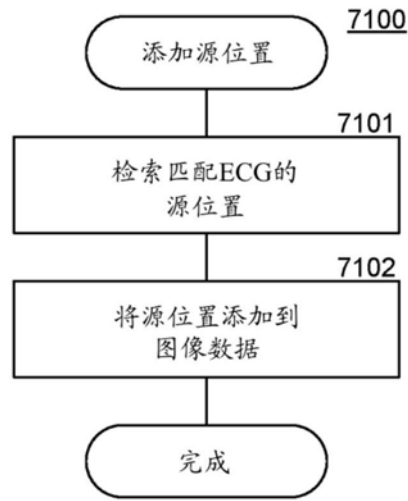 7100
添加源位置
7101
检索匹配ECG的
源位置
7102
将源位置添加到
图像数据
完成